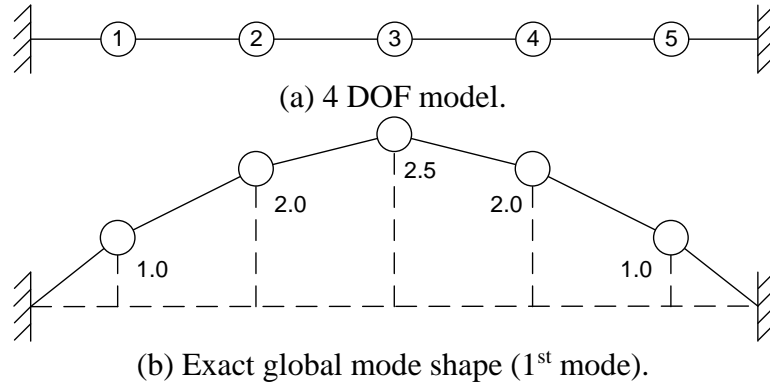 1 2 3 4 5
(a) 4 DOF model.
2.5
2.0 2.0
1.0 1.0
(b) Exact global mode shape (1st mode).